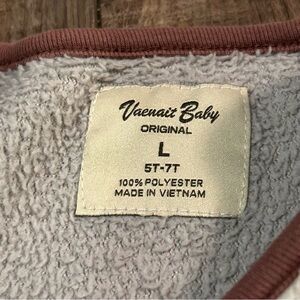 Vaenait Baby
ORIGINAL
L
5T-7T
100% POLYESTER
MADE IN VIETNAM